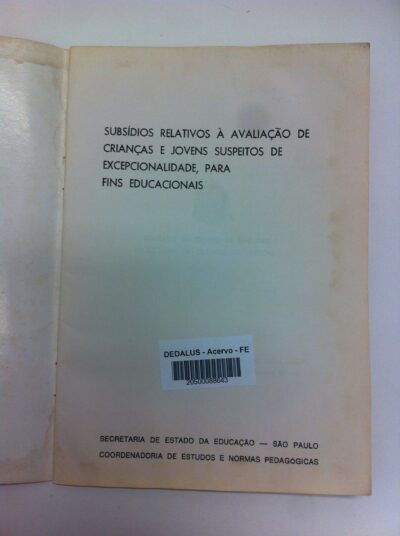 SUBSÍDIOS RELATIVOS À AVALIAÇÃO DE
CRIANÇAS E JOVENS SUSPEITOS DE
EXCEPCIONALIDADE, PARA
FINS EDUCACIONAIS
DEDALUS - Acervo - FE
20500088643
SECRETARIA DE ESTADO DA EDUCAÇÃO — SÃO PAULO
COORDENADORIA DE ESTUDOS E NORMAS PEDAGÓGICAS